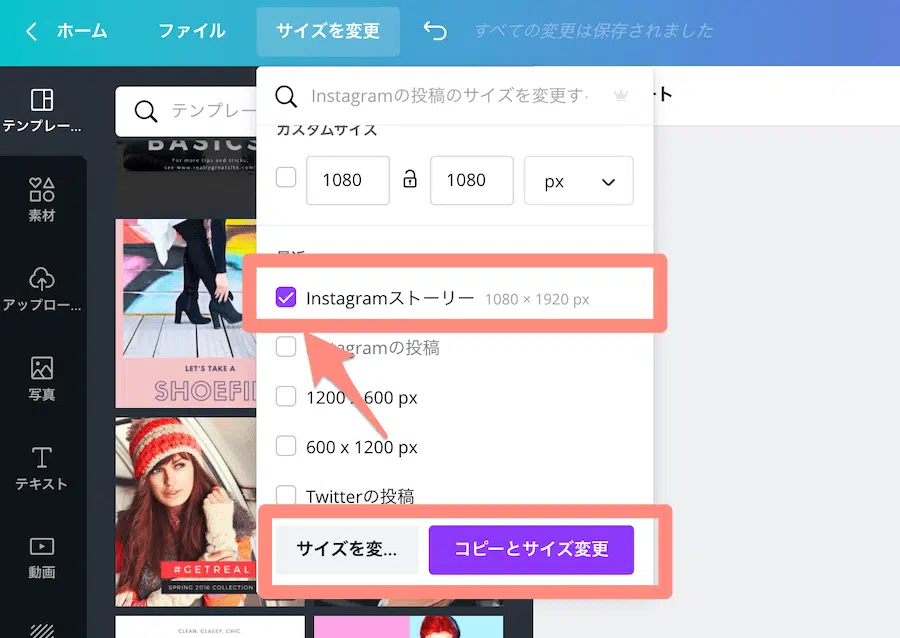 ホーム
ファイル
サイズを変更
すべての変更は保存されました
テンプレー...
素材
アップロー...
写真
テキスト
動画
テンプレー
BASICS
For more tips and tricks,
see www.reallygreatsite.com
LET'S TAKE A
SHOEFI
#GETREAL
SPRING 2016 COLLECTION
CLEAN. CLASSY. CHIC
Instagramの投稿のサイズを変更す
ト
カスタムサイズ
1080
1080
px
Instagramストーリー 1080 × 1920 px
Instagramの投稿
1200 x 600 px
600 x 1200 px
Twitterの投稿
サイズを変...
コピーとサイズ変更